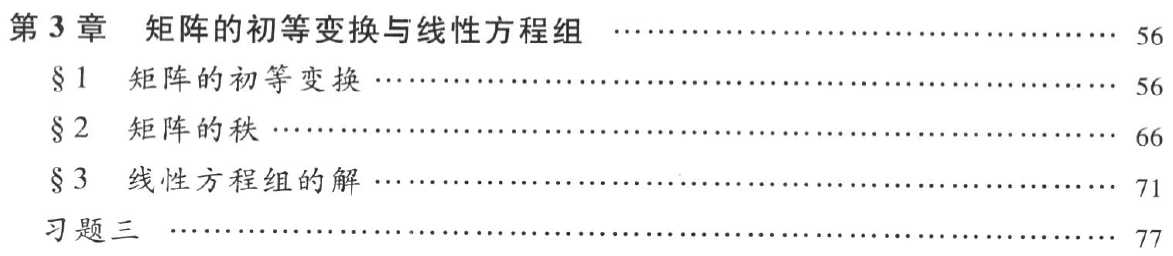 第 3 章 矩阵的初等变换与线性方程组 …………………………………………… 56
§1 矩阵的初等变换 …………………………………………………………………… 56
§2 矩阵的秩 …………………………………………………………………………… 66
§3 线性方程组的解 …………………………………………………………………… 71
习题三 ……………………………………………………………………………………… 77